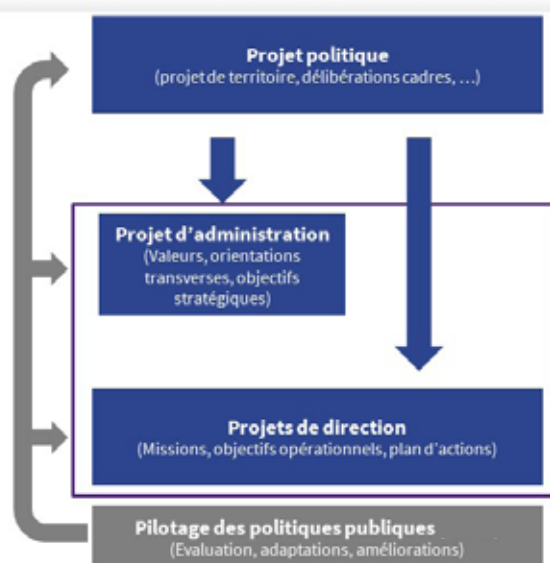 Projet politique
(projet de territoire, délibérations cadres, …)
Projet d'administration
(Valeurs, orientations
transverses, objectifs
stratégiques)
Projets de direction
(Missions, objectifs opérationnels, plan d'actions)
Pilotage des politiques publiques
(Evaluation, adaptations, améliorations)